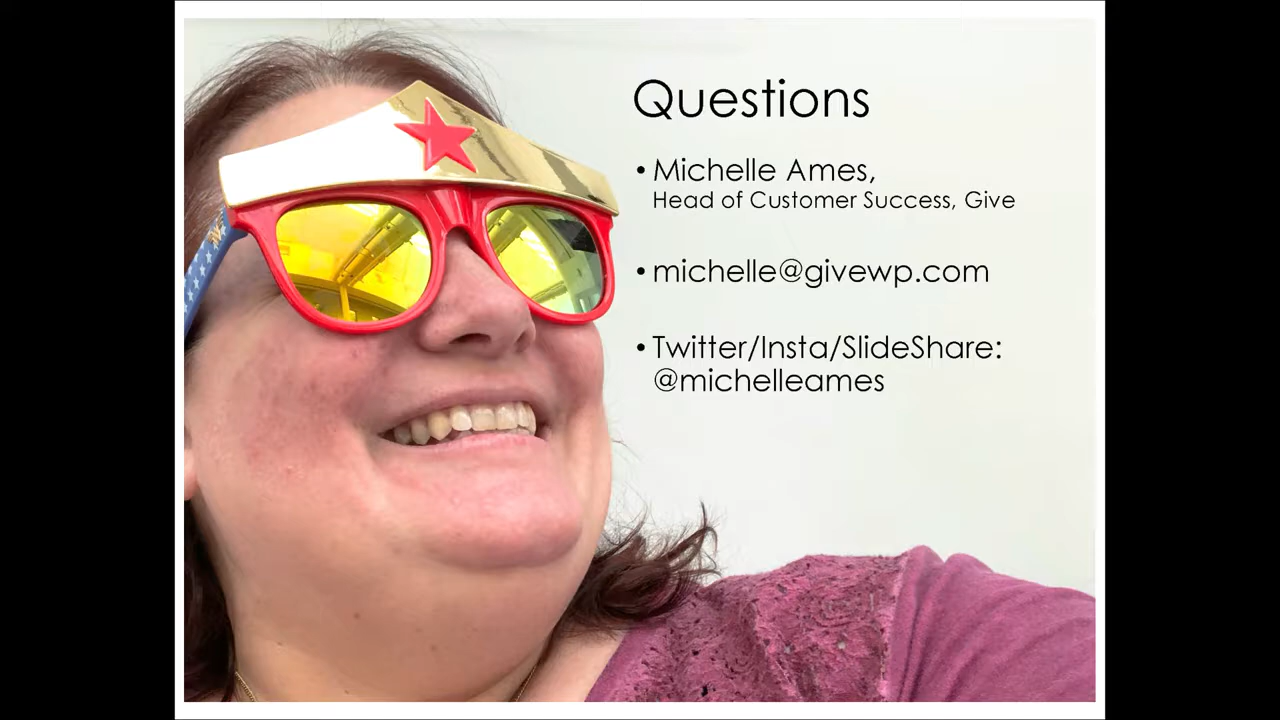 Questions
• Michelle Ames,
Head of Customer Success, Give
• michelle@givewp.com
• Twitter/Insta/SlideShare:
@michelleames